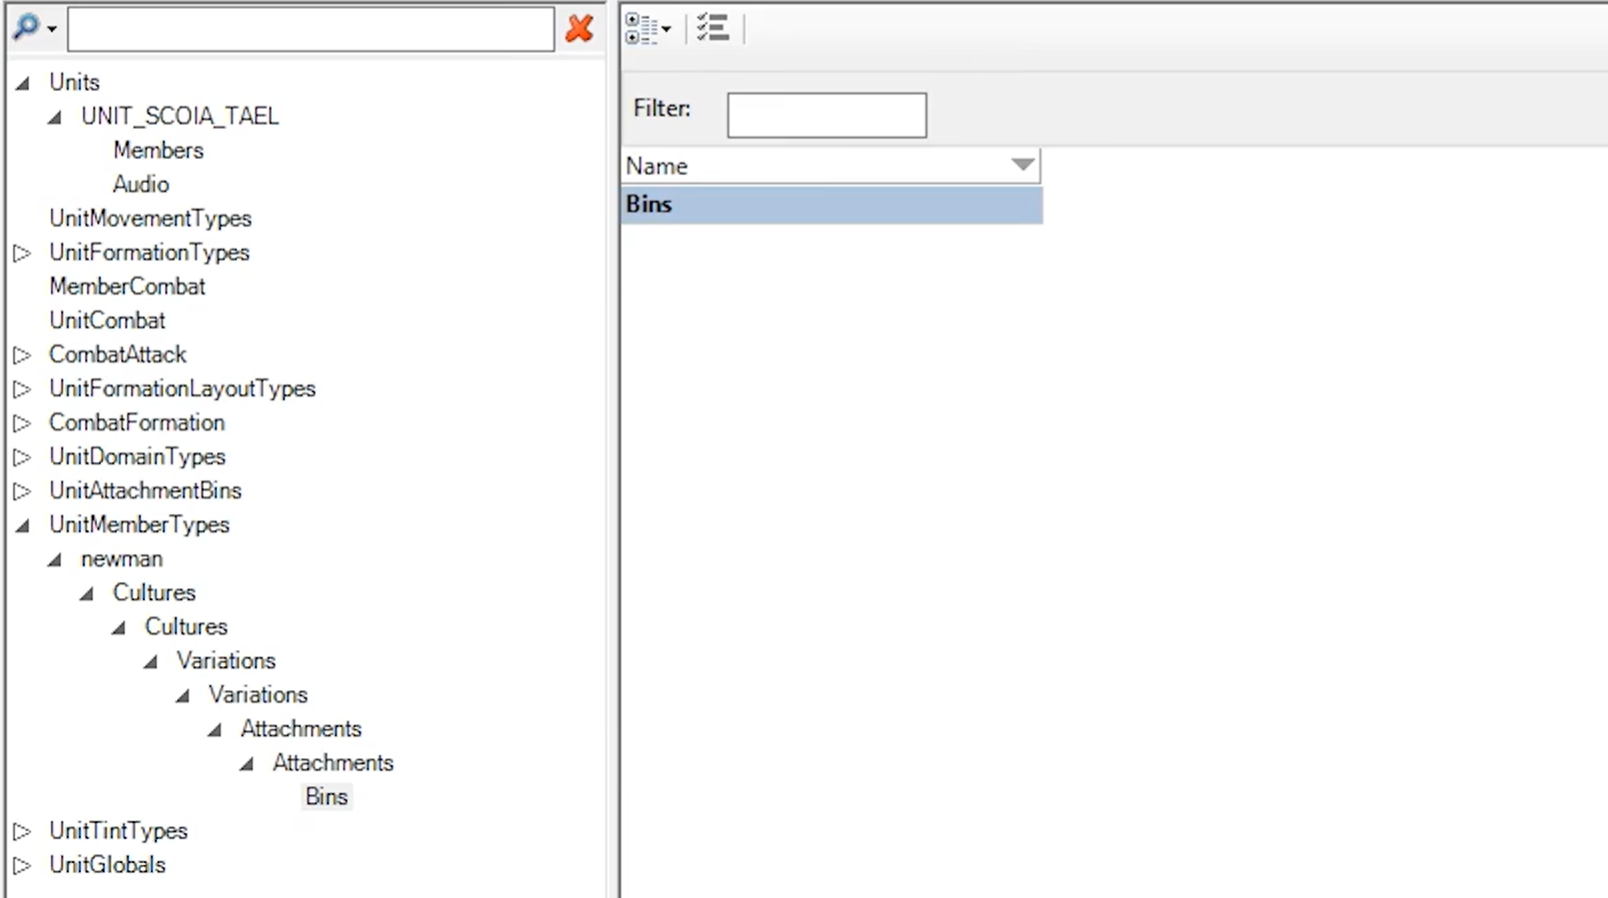 Units
UNIT_SCOIA_TAEL
Members
Audio
UnitMovementTypes
UnitFormationTypes
MemberCombat
UnitCombat
CombatAttack
UnitFormationLayoutTypes
CombatFormation
UnitDomainTypes
UnitAttachmentBins
UnitMemberTypes
newman
Cultures
Cultures
Variations
Variations
Attachments
Attachments
Bins
UnitTintTypes
UnitGlobals
Filter:
Name
Bins